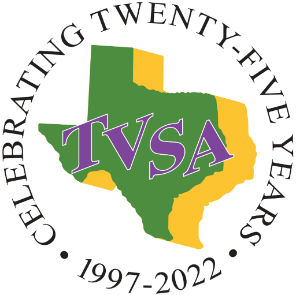 CELEBRATING TWENTY-FIVE YEARS
TVSA
• 1997-2022 •